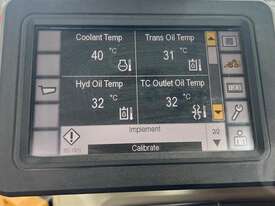 Coolant Temp Trans Oil Temp
40 °C 31 °C
Hyd Oil Temp TC Outlet Oil Temp
32 °C 32 °C
Implement 2/2
Calibrate